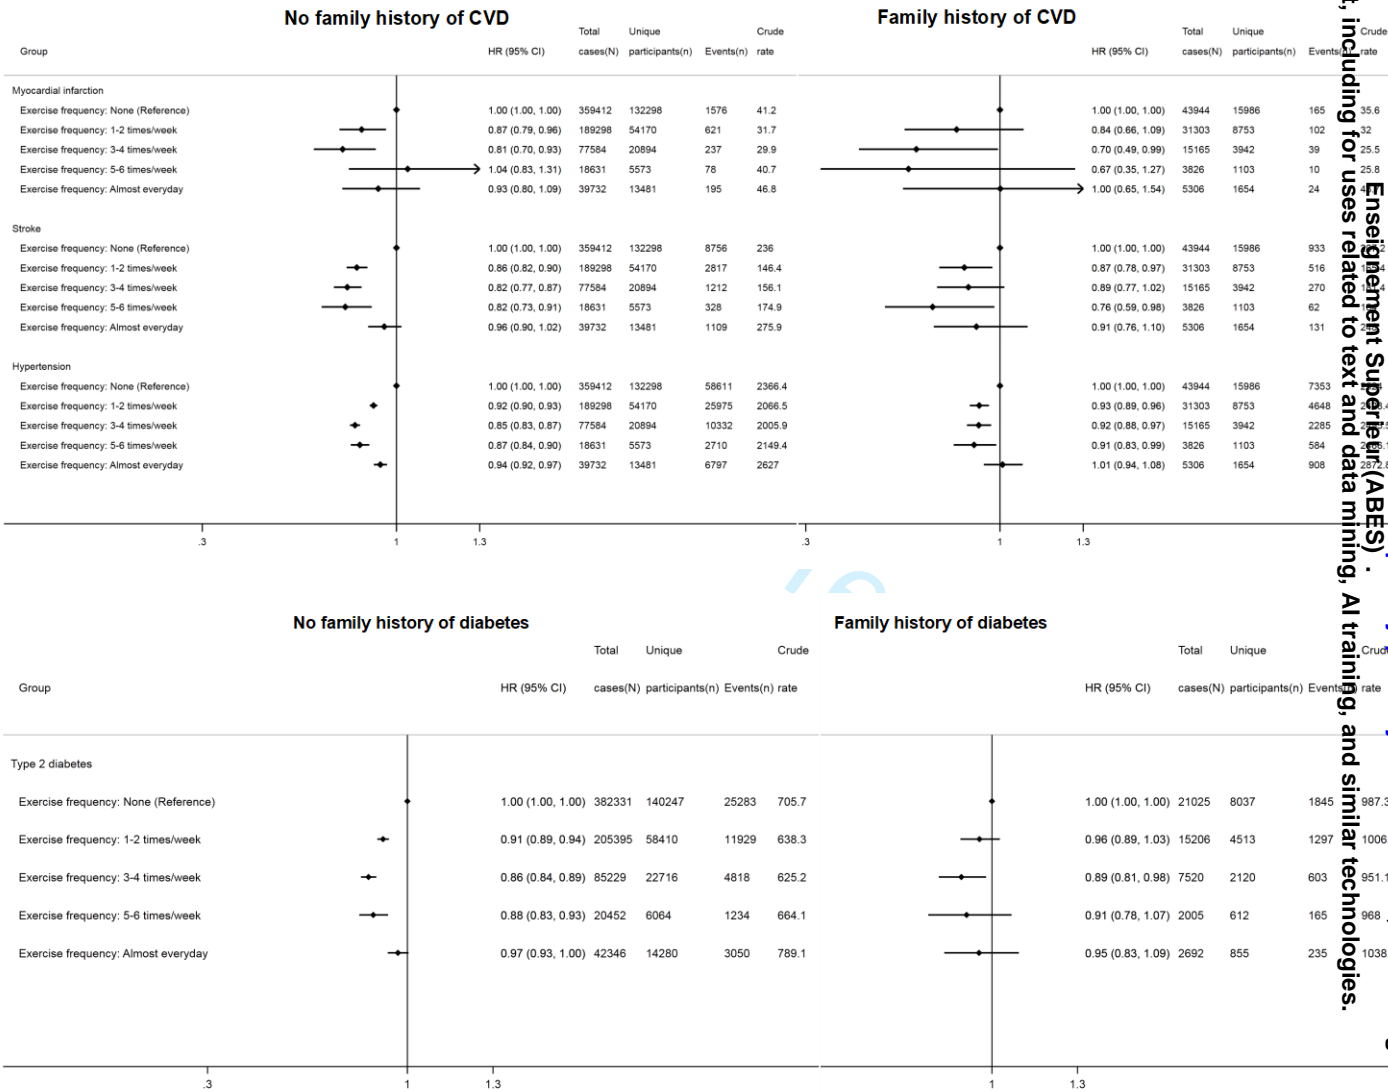 No family history of CVD
Total Unique Crude
Group HR (95% CI) cases(N) participants(n) Events(n) rate
Myocardial infarction
Exercise frequency: None (Reference) 1.00 (1.00, 1.00) 359412 132298 1576 41.2
Exercise frequency: 1-2 times/week 0.87 (0.79, 0.96) 189298 54170 621 31.7
Exercise frequency: 3-4 times/week 0.81 (0.70, 0.93) 77584 20894 237 29.9
Exercise frequency: 5-6 times/week 1.04 (0.83, 1.31) 18631 5573 78 40.7
Exercise frequency: Almost everyday 0.93 (0.80, 1.09) 39732 13481 195 46.8
Stroke
Exercise frequency: None (Reference) 1.00 (1.00, 1.00) 359412 132298 8756 236
Exercise frequency: 1-2 times/week 0.86 (0.82, 0.90) 189298 54170 2817 146.4
Exercise frequency: 3-4 times/week 0.82 (0.77, 0.87) 77584 20894 1212 156.1
Exercise frequency: 5-6 times/week 0.82 (0.73, 0.91) 18631 5573 328 174.9
Exercise frequency: Almost everyday 0.96 (0.90, 1.02) 39732 13481 1109 275.9
Hypertension
Exercise frequency: None (Reference) 1.00 (1.00, 1.00) 359412 132298 58611 2366.4
Exercise frequency: 1-2 times/week 0.92 (0.90, 0.93) 189298 54170 25975 2066.5
Exercise frequency: 3-4 times/week 0.85 (0.83, 0.87) 77584 20894 10332 2005.9
Exercise frequency: 5-6 times/week 0.87 (0.84, 0.90) 18631 5573 2710 2149.4
Exercise frequency: Almost everyday 0.94 (0.92, 0.97) 39732 13481 6797 2627
.3 1 1.3
Family history of CVD
Total Unique Crude
HR (95% CI) cases(N) participants(n) Events(n) rate
1.00 (1.00, 1.00) 43944 15986 165 35.6
0.84 (0.66, 1.09) 31303 8753 102 32
0.70 (0.49, 0.99) 15165 3942 39 25.5
0.67 (0.35, 1.27) 3826 1103 10 25.8
1.00 (0.65, 1.54) 5306 1654 24
1.00 (1.00, 1.00) 43944 15986 933
0.87 (0.78, 0.97) 31303 8753 516
0.89 (0.77, 1.02) 15165 3942 270
0.76 (0.59, 0.98) 3826 1103 62
0.91 (0.76, 1.10) 5306 1654 131
1.00 (1.00, 1.00) 43944 15986 7353
0.93 (0.89, 0.96) 31303 8753 4648
0.92 (0.88, 0.97) 15165 3942 2285
0.91 (0.83, 0.99) 3826 1103 584
1.01 (0.94, 1.08) 5306 1654 908 2872.8
.3 1 1.3
No family history of diabetes
Total Unique Crude
Group HR (95% CI) cases(N) participants(n) Events(n) rate
Type 2 diabetes
Exercise frequency: None (Reference) 1.00 (1.00, 1.00) 382331 140247 25283 705.7
Exercise frequency: 1-2 times/week 0.91 (0.89, 0.94) 205395 58410 11929 638.3
Exercise frequency: 3-4 times/week 0.86 (0.84, 0.89) 85229 22716 4818 625.2
Exercise frequency: 5-6 times/week 0.88 (0.83, 0.93) 20452 6064 1234 664.1
Exercise frequency: Almost everyday 0.97 (0.93, 1.00) 42346 14280 3050 789.1
.3 1 1.3
Family history of diabetes
Total Unique Crude
HR (95% CI) cases(N) participants(n) Events(n) rate
1.00 (1.00, 1.00) 21025 8037 1845 987.3
0.96 (0.89, 1.03) 15206 4513 1297 1006
0.89 (0.81, 0.98) 7520 2120 603 951.1
0.91 (0.78, 1.07) 2005 612 165 968
0.95 (0.83, 1.09) 2692 855 235 1038
1 1.3
Enseignement Superieur (ABES) .
t, including for uses related to text and data mining, AI training, and similar technologies.